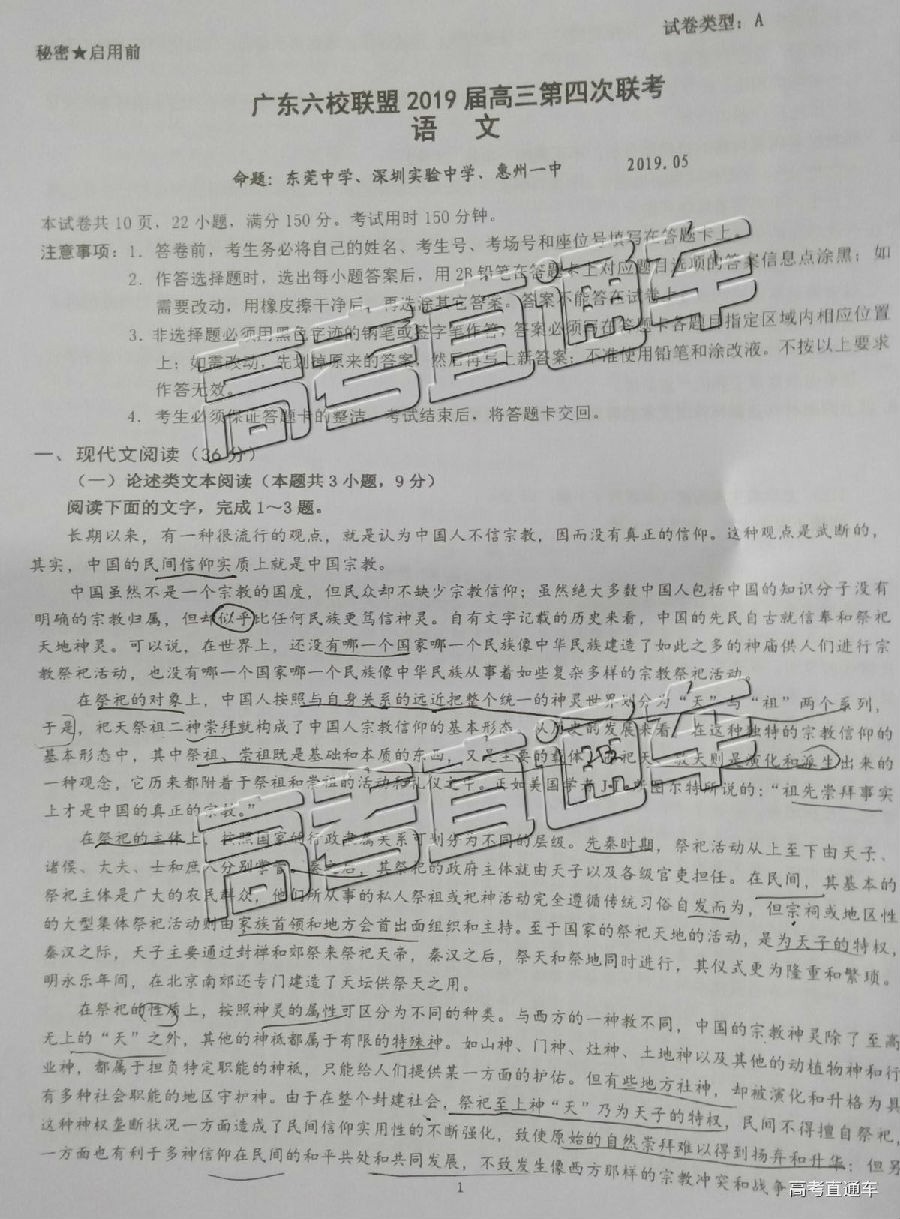 试卷类型：A
秘密★启用前
广东六校联盟 2019 届高三第四次联考
语 文
命题：东莞中学、深圳实验中学、惠州一中 2019.05
本试卷共 10 页，22 小题，满分 150 分。考试用时 150 分钟。
注意事项：1. 答卷前，考生务必将自己的姓名、考生号、考场号和座位号填写在答题卡上。
2. 作答选择题时，选出每小题答案后，用 2B 铅笔在答题卡上对应题目选项的答案信息点涂黑；如
需要改动，用橡皮擦干净后，再选涂其它答案。答案不能答在试卷上。
3. 非选择题必须用黑色字迹的钢笔或签字笔作答；答案必须写在答题卡各题目指定区域内相应位置
上；如需改动，先划掉原来的答案，然后再写上新答案；不准使用铅笔和涂改液。不按以上要求
作答无效。
4. 考生必须保证答题卡的整洁。考试结束后，将答题卡交回。
一、现代文阅读（36 分）
（一）论述类文本阅读（本题共 3 小题，9 分）
阅读下面的文字，完成 1～3 题。
长期以来，有一种很流行的观点，就是认为中国人不信宗教，因而没有真正的信仰。这种观点是武断的，
其实，中国的民间信仰实质上就是中国宗教。
中国虽然不是一个宗教的国度，但民众却不缺少宗教信仰；虽然绝大多数中国人包括中国的知识分子没有
明确的宗教归属，但却似乎比任何民族更笃信神灵。自有文字记载的历史来看，中国的先民自古就信奉和祭祀
天地神灵。可以说，在世界上，还没有哪一个国家哪一个民族像中华民族建造了如此之多的神庙供人们进行宗
教祭祀活动，也没有哪一个国家哪一个民族像中华民族从事着如些复杂多样的宗教祭祀活动。
在祭祀的对象上，中国人按照与自身关系的远近把整个统一的神灵世界划分为“天”与“祖”两个系列，
于是，祀天祭祖二神崇拜就构成了中国人宗教信仰的基本形态。从历史的发展来看，在这种独特的宗教信仰的
基本形态中，其中祭祖、崇祖既是基础和本质的东西，又是主要的载体，祀天、敬天则是演化和派生出来的
一种观念，它历来都附着于祭祖和崇祖的活动和礼仪之中。正如美国学者 所说的：“祖先崇拜事实
上才是中国的真正的宗教。”
在祭祀的主体上，按照国家的行政隶属关系可划分为不同的层级。先秦时期，祭祀活动从上至下由天子、
诸侯、大夫、士和庶人分别掌管，秦之后，其祭祀的政府主体就由天子以及各级官吏担任。在民间，其基本的
祭祀主体是广大的农民群众，他们所从事的私人祭祖或祀神活动完全遵循传统习俗自发而为，但宗祠或地区性
的大型集体祭祀活动则由家族首领和地方会首出面组织和主持。至于国家的祭祀天地的活动，是为天子的特权，
秦汉之际，天子主要通过封禅和郊祭来祭祀天帝，秦汉之后，祭天和祭地同时进行，其仪式更为隆重和繁琐。
明永乐年间，在北京南郊还专门建造了天坛供祭天之用。
在祭祀的性质上，按照神灵的属性可区分为不同的种类。与西方的一种教不同，中国的宗教神灵除了至高
无上的“天”之外，其他的神祗都属于有限的特殊神。如山神、门神、灶神、土地神以及其他的动植物神和行
业神，都属于担负特定职能的神祗，只能给人们提供某一方面的护佑。但有些地方社神，却被演化和升格为具
有多种社会职能的地区守护神。由于在整个封建社会，祭祀至上神“天”乃为天子的特权，民间不得擅自祭祀，
这种神权垄断状况一方面造成了民间信仰实用性的不断强化，致使原始的自然崇拜难以得到扬弃和升华；但另
一方面也有利于多种信仰在民间的和平共处和共同发展，不致发生像西方那样的宗教冲突和战争
1
高考直通车
高考直通车
高考直通车